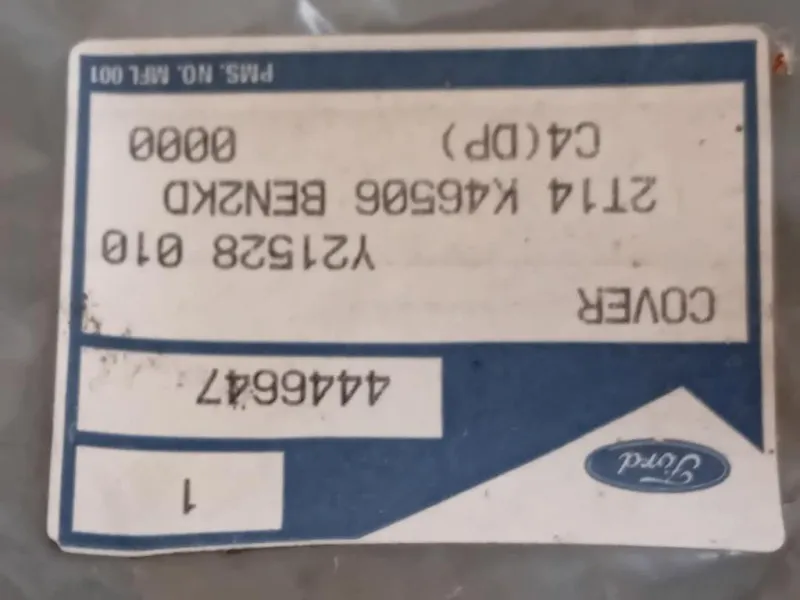 Ford
1
4446647
COVER
Y21528 010
2T14 K46506 BEN2KD
C4(DP) 0000
PMS. NO. MFL 001